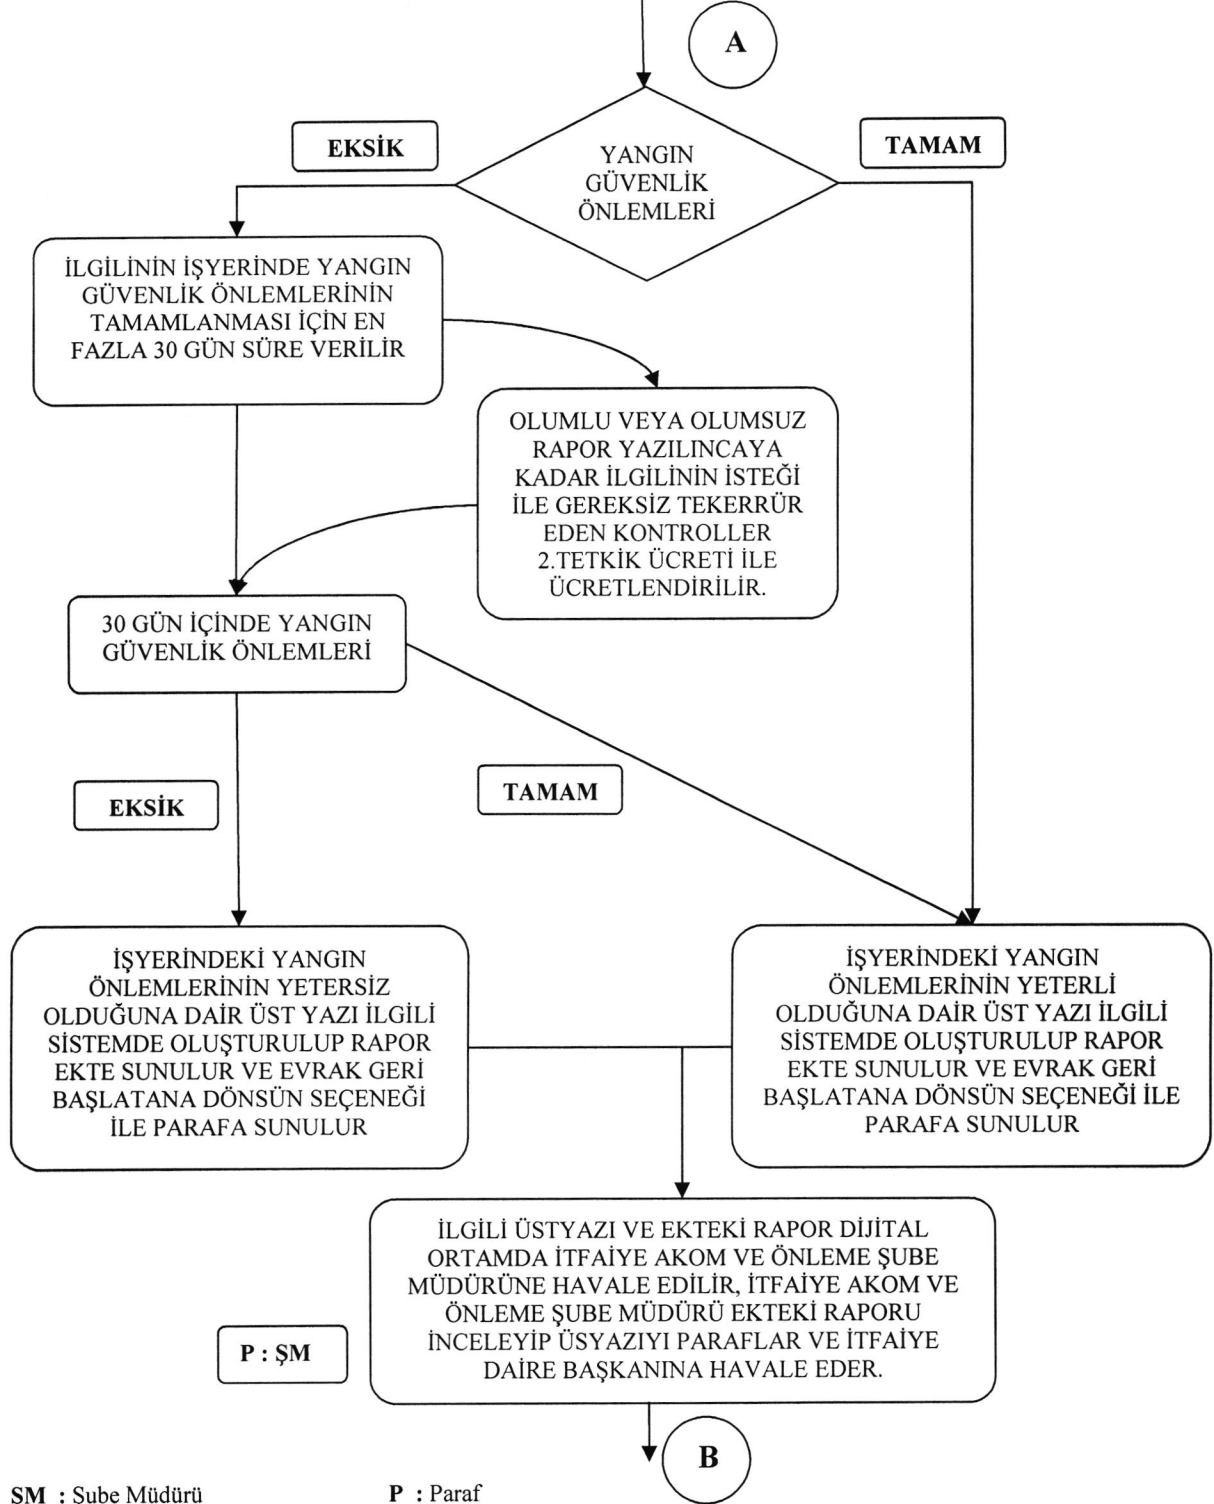 A
EKSİK
TAMAM
YANGIN
GÜVENLİK
ÖNLEMLERİ
İLGİLİNİN İŞYERİNDE YANGIN
GÜVENLİK ÖNLEMLERİNİN
TAMAMLANMASI İÇİN EN
FAZLA 30 GÜN SÜRE VERİLİR
OLUMLU VEYA OLUMSUZ
RAPOR YAZILINCAYA
KADAR İLGİLİNİN İSTEĞİ
İLE GEREKSİZ TEKERRÜR
EDEN KONTROLLER
2.TETKİK ÜCRETİ İLE
ÜCRETLENDİRİLİR.
30 GÜN İÇİNDE YANGIN
GÜVENLİK ÖNLEMLERİ
EKSİK
TAMAM
İŞYERİNDEKİ YANGIN
ÖNLEMLERİNİN YETERSİZ
OLDUĞUNA DAİR ÜST YAZI İLGİLİ
SİSTEMDE OLUŞTURULUP RAPOR
EKTE SUNULUR VE EVRAK GERİ
BAŞLATANA DÖNSÜN SEÇENEĞİ
İLE PARAFA SUNULUR
İŞYERİNDEKİ YANGIN
ÖNLEMLERİNİN YETERLİ
OLDUĞUNA DAİR ÜST YAZI İLGİLİ
SİSTEMDE OLUŞTURULUP RAPOR
EKTE SUNULUR VE EVRAK GERİ
BAŞLATANA DÖNSÜN SEÇENEĞİ İLE
PARAFA SUNULUR
İLGİLİ ÜSTYAZI VE EKTEKİ RAPOR DİJİTAL
ORTAMDA İTFAİYE AKOM VE ÖNLEME ŞUBE
MÜDÜRÜNE HAVALE EDİLİR, İTFAİYE AKOM VE
ÖNLEME ŞUBE MÜDÜRÜ EKTEKİ RAPORU
İNCELEYİP ÜSYAZIYI PARAFLAR VE İTFAİYE
DAİRE BAŞKANINA HAVALE EDER.
P : ŞM
B
ŞM : Şube Müdürü P : Paraf